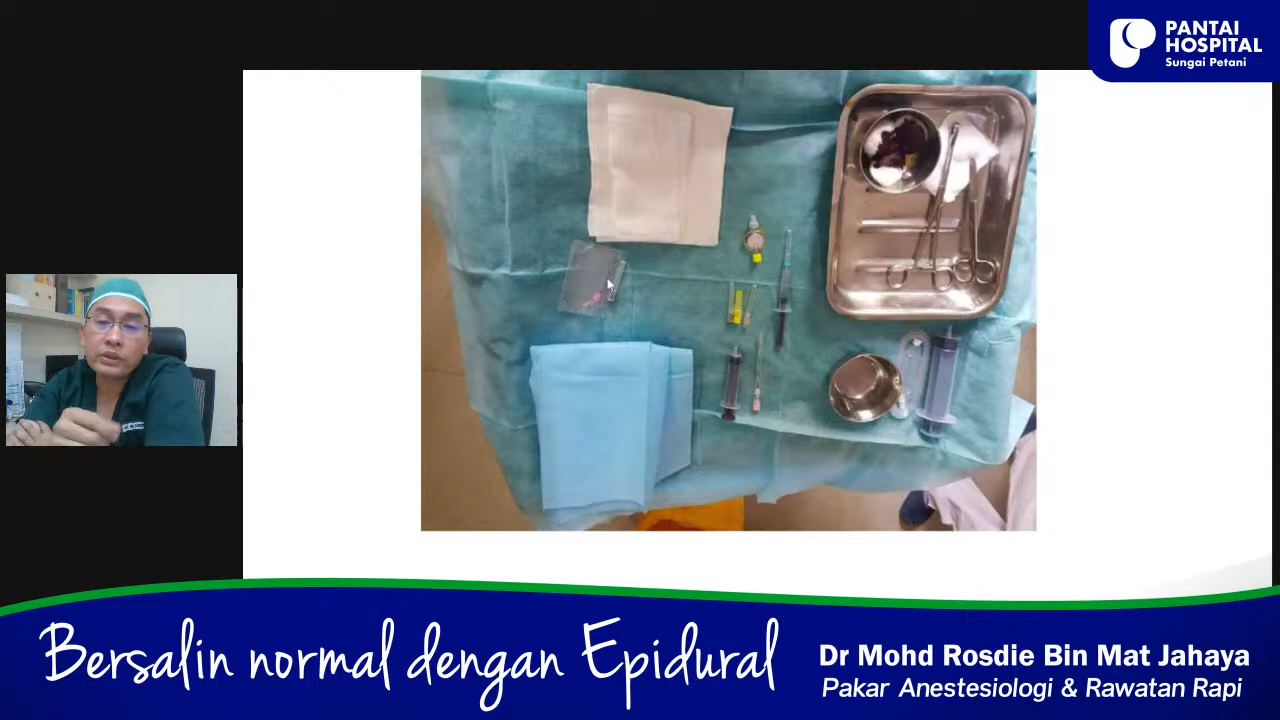 PANTAI
HOSPITAL
Sungai Petani
Bersalin normal dengan Epidural
Dr Mohd Rosdie Bin Mat Jahaya
Pakar Anestesiologi & Rawatan Rapi